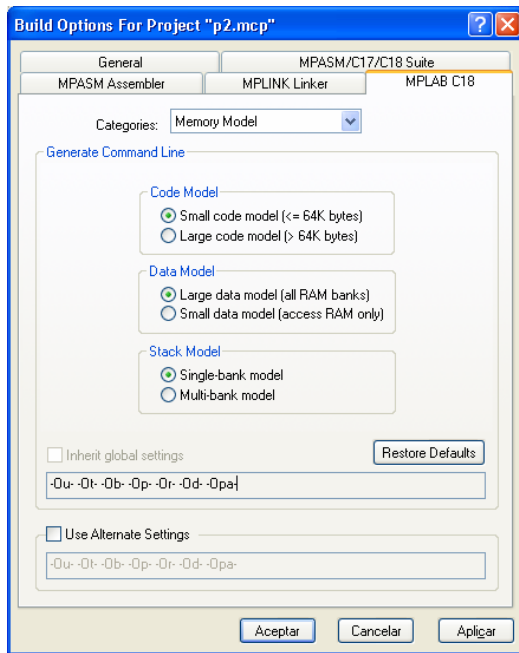 Build Options For Project "p2.mcp"
General MPASM/C17/C18 Suite
MPASM Assembler MPLINK Linker MPLAB C18
Categories: Memory Model
Generate Command Line
Code Model
Small code model (<= 64K bytes)
Large code model (> 64K bytes)
Data Model
Large data model (all RAM banks)
Small data model (access RAM only)
Stack Model
Single-bank model
Multi-bank model
Inherit global settings Restore Defaults
-Ou- -Ot- -Ob- -Op- -Or- -Od- -Opa-
Use Alternate Settings
-Ou- -Ot- -Ob- -Op- -Or- -Od- -Opa-
Aceptar Cancelar Aplicar